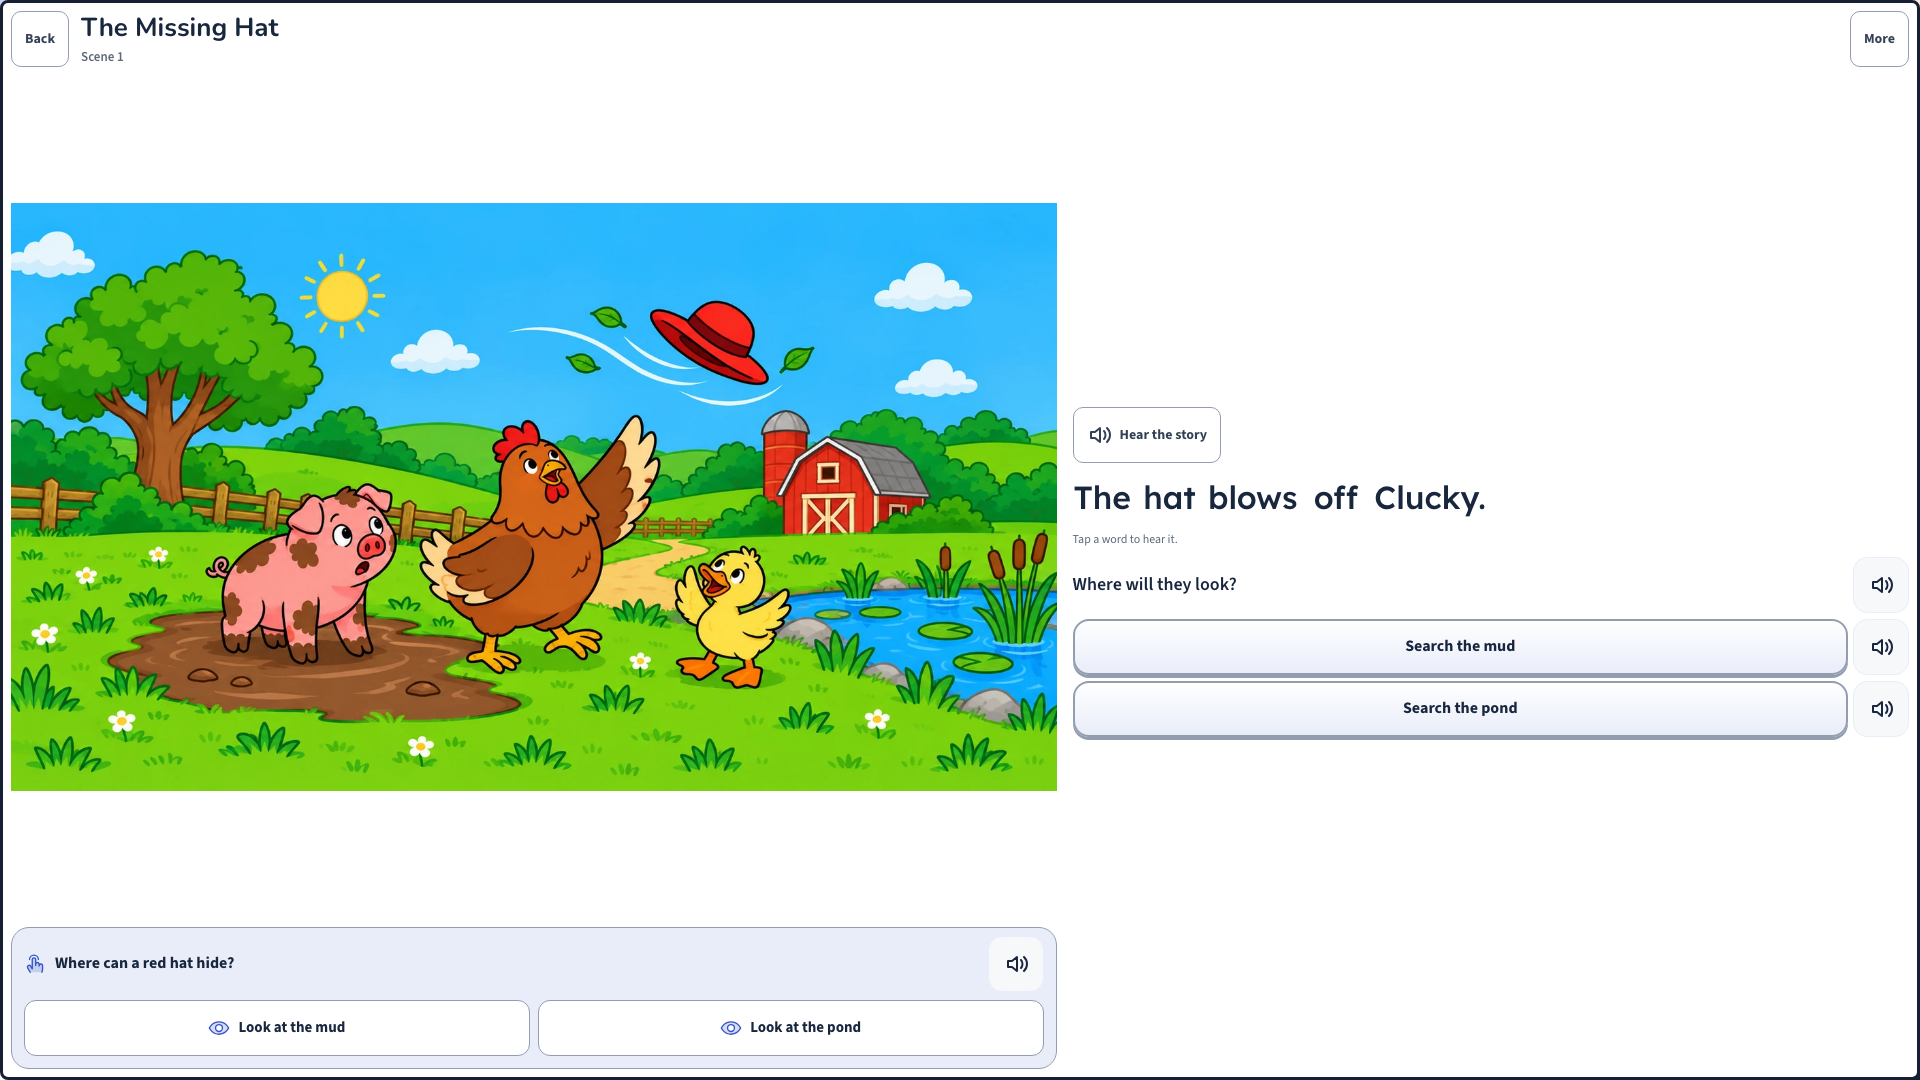 Back
The Missing Hat
Scene 1
More
Hear the story
The hat blows off Clucky.
Tap a word to hear it.
Where will they look?
Search the mud
Search the pond
Where can a red hat hide?
Look at the mud
Look at the pond